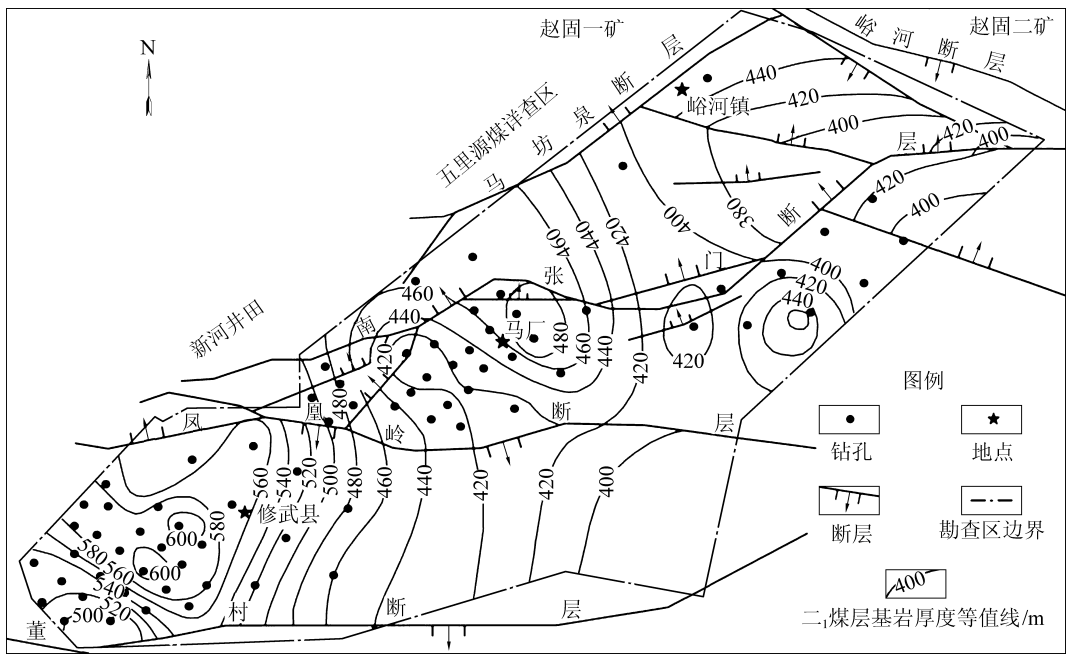 N
赵固一矿
赵固二矿
峪河断层
马坊泉断层
五里源煤详查区
峪河镇
440
420
400
420
400
层
420
400
380
400
断
门
张
460
440
420
400
420
440
460
440
南
420
马厂
480
460
440
420
420
新河井田
480
凰
凤
岭
断
层
560
540
520
500
480
460
440
420
420
400
580
修武县
600
600
580
560
540
520
500
董
村
断
层
图例
钻孔
地点
断层
勘查区边界
400
二₁煤层基岩厚度等值线/m